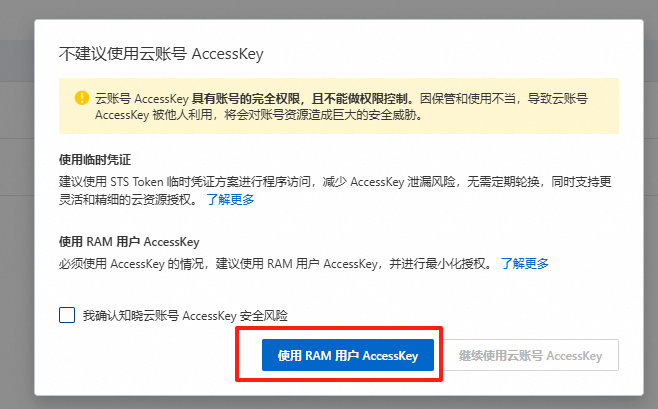 不建议使用云账号 AccessKey
云账号 AccessKey 具有账号的完全权限，且不能做权限控制。因保管和使用不当，导致云账号
AccessKey 被他人利用，将会对账号资源造成巨大的安全威胁。
使用临时凭证
建议使用 STS Token 临时凭证方案进行程序访问，减少 AccessKey 泄漏风险，无需定期轮换，同时支持更
灵活和精细的云资源授权。 了解更多
使用 RAM 用户 AccessKey
必须使用 AccessKey 的情况，建议使用 RAM 用户 AccessKey，并进行最小化授权。 了解更多
我确认知晓云账号 AccessKey 安全风险
使用 RAM 用户 AccessKey
继续使用云账号 AccessKey